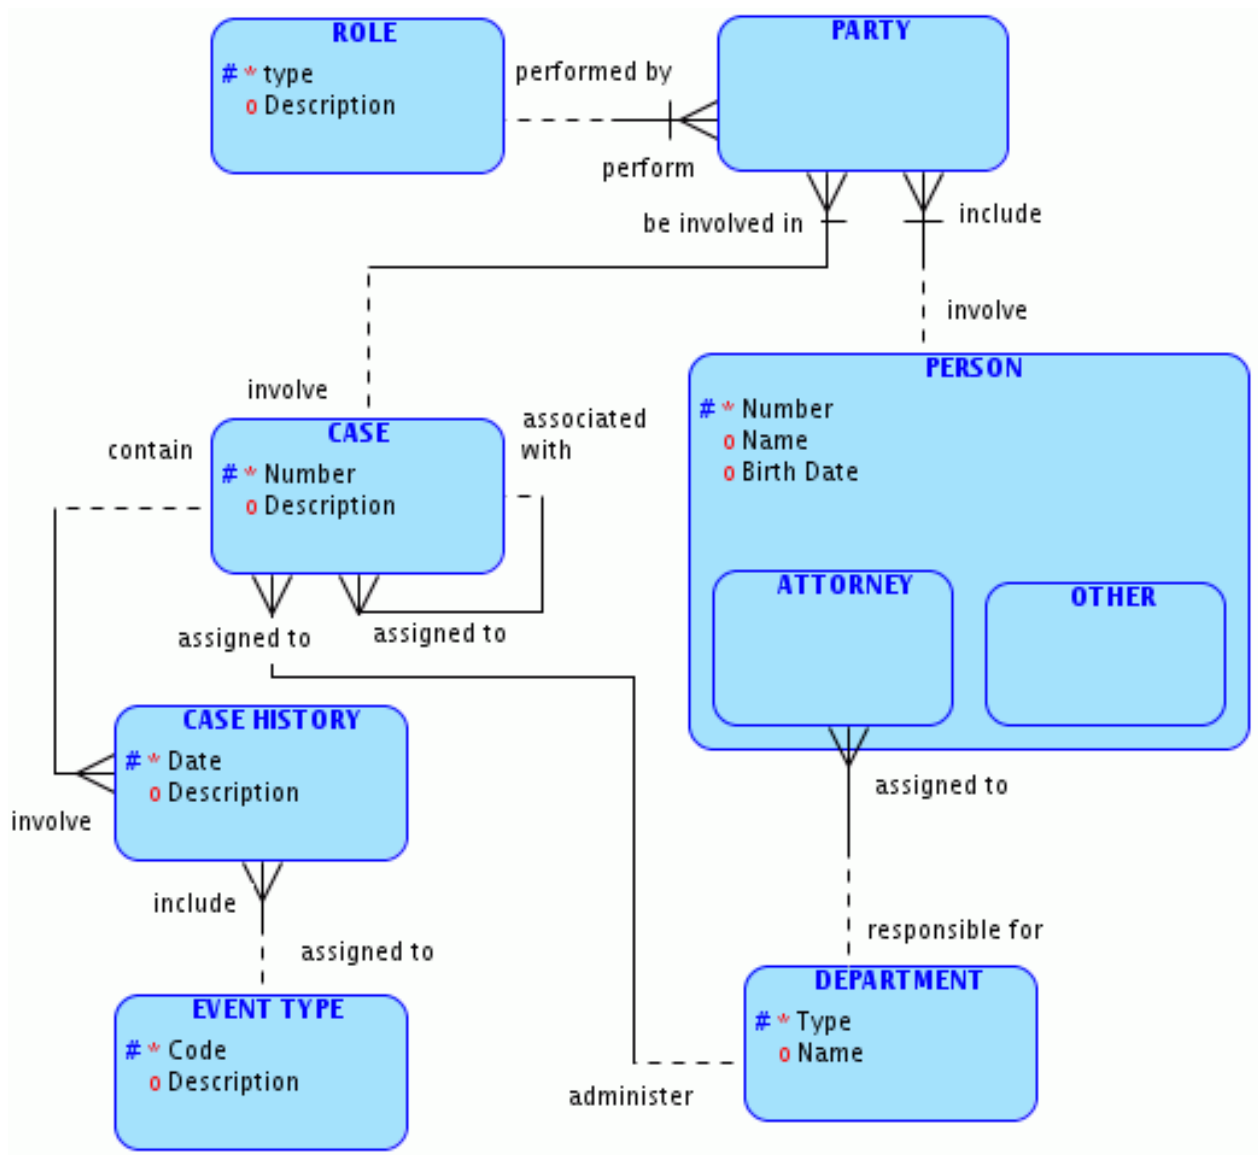 ROLE
# * type
o Description
performed by
perform
PARTY
be involved in
include
involve
involve
PERSON
# * Number
o Name
o Birth Date
ATTORNEY
OTHER
contain
CASE
# * Number
o Description
associated
with
assigned to
assigned to
CASE HISTORY
# * Date
o Description
involve
include
assigned to
EVENT TYPE
# * Code
o Description
assigned to
responsible for
DEPARTMENT
# * Type
o Name
administer